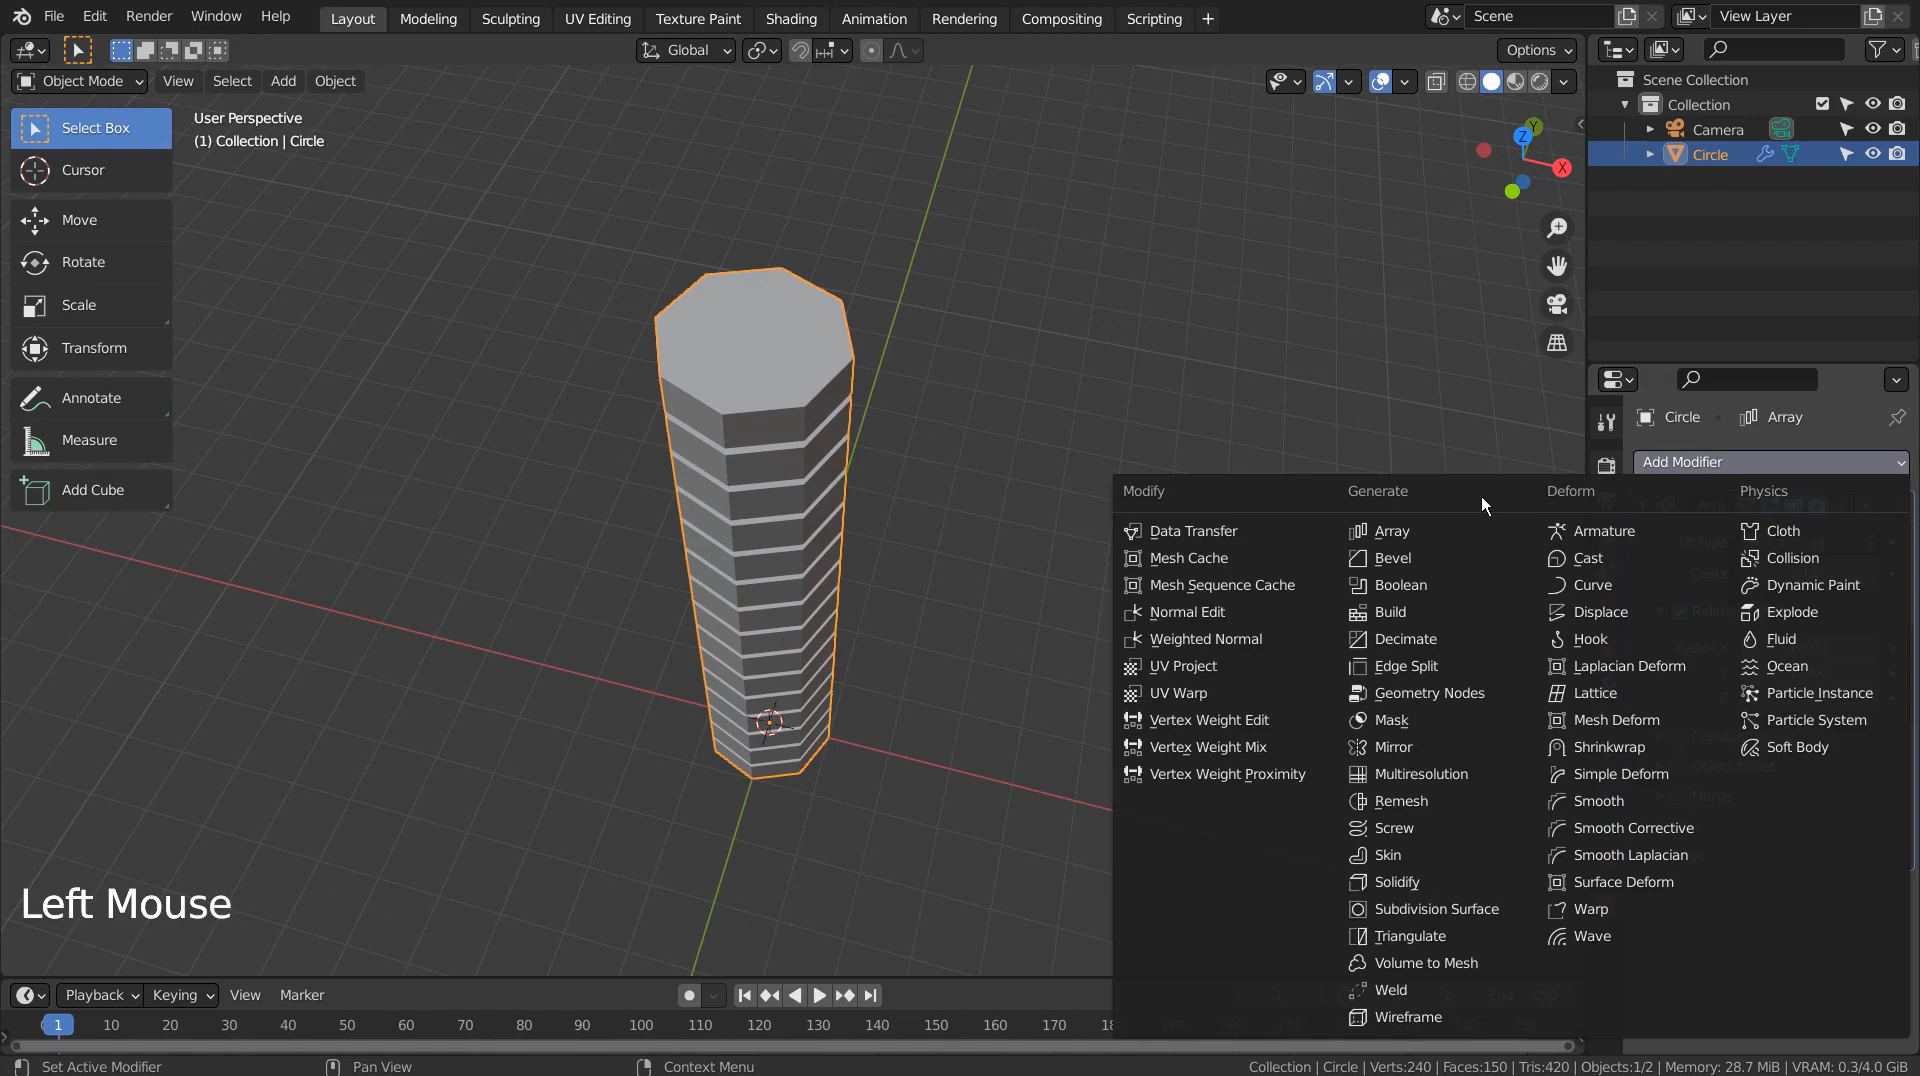 File Edit Render Window Help Layout Modeling Sculpting UV Editing Texture Paint Shading Animation Rendering Compositing Scripting + Scene View Layer
Global Options
Object Mode View Select Add Object
Scene Collection
Collection
Camera
Circle
Select Box
Cursor
Move
Rotate
Scale
Transform
Annotate
Measure
Add Cube
User Perspective
(1) Collection | Circle
Y
Z
X
Circle Array
Add Modifier
Modify
Data Transfer
Mesh Cache
Mesh Sequence Cache
Normal Edit
Weighted Normal
UV Project
UV Warp
Vertex Weight Edit
Vertex Weight Mix
Vertex Weight Proximity
Generate
Array
Bevel
Boolean
Build
Decimate
Edge Split
Geometry Nodes
Mask
Mirror
Multiresolution
Remesh
Screw
Skin
Solidify
Subdivision Surface
Triangulate
Volume to Mesh
Weld
Wireframe
Deform
Armature
Cast
Curve
Displace
Hook
Laplacian Deform
Lattice
Mesh Deform
Shrinkwrap
Simple Deform
Smooth
Smooth Corrective
Smooth Laplacian
Surface Deform
Warp
Wave
Physics
Cloth
Collision
Dynamic Paint
Explode
Fluid
Ocean
Particle Instance
Particle System
Soft Body
Left Mouse
Playback Keying View Marker
1 10 20 30 40 50 60 70 80 90 100 110 120 130 140 150 160 170
Set Active Modifier Pan View Context Menu Collection | Circle | Verts:240 | Faces:150 | Tris:420 | Objects:1/2 | Memory: 28.7 MiB | VRAM: 0.3/4.0 GiB